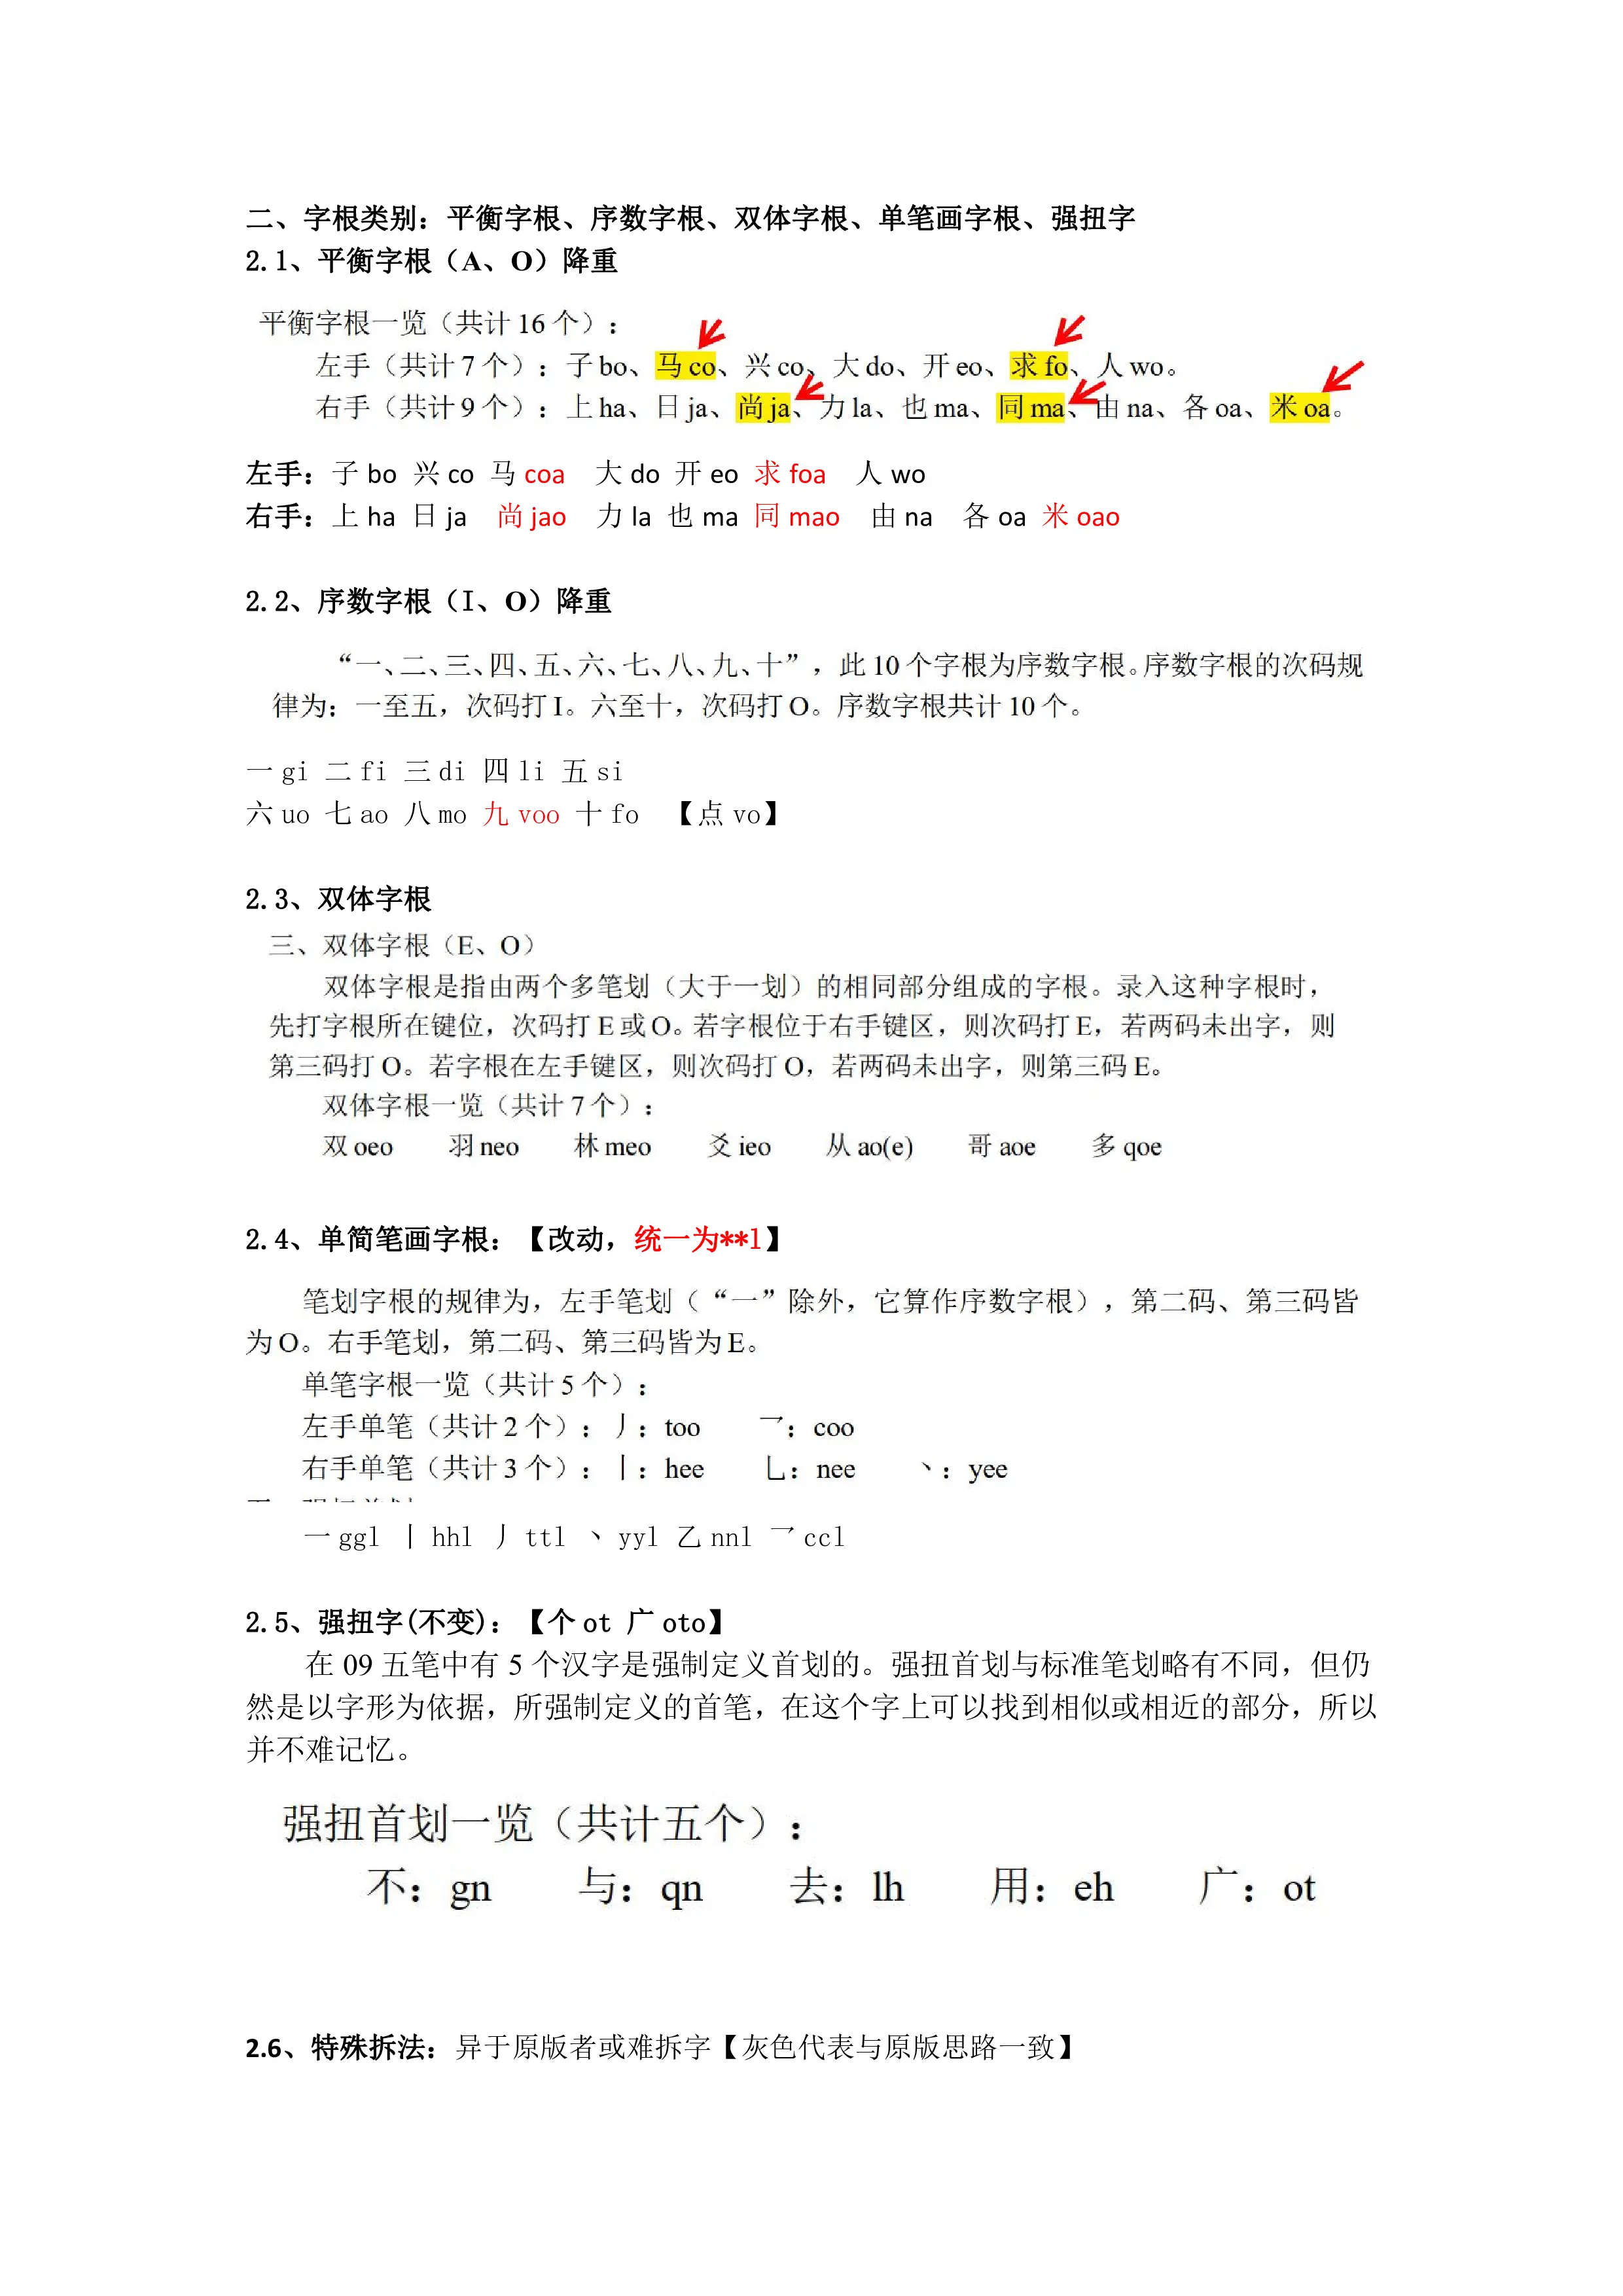 二、字根类别：平衡字根、序数字根、双体字根、单笔画字根、强扭字
2.1、平衡字根（A、O）降重
平衡字根一览（共计 16 个）：
左手（共计 7 个）：子 bo、马 co、兴 co、大 do、开 eo、求 fo、人 wo。
右手（共计 9 个）：上 ha、日 ja、尚 ja、力 la、也 ma、同 ma、由 na、各 oa、米 oa。
左手：子 bo 兴 co 马 coa 大 do 开 eo 求 foa 人 wo
右手：上 ha 日 ja 尚 jao 力 la 也 ma 同 mao 由 na 各 oa 米 oao
2.2、序数字根（I、O）降重
“一、二、三、四、五、六、七、八、九、十”，此 10 个字根为序数字根。序数字根的次码规
律为：一至五，次码打 I。六至十，次码打 O。序数字根共计 10 个。
一 gi 二 fi 三 di 四 li 五 si
六 uo 七 ao 八 mo 九 voo 十 fo 【点 vo】
2.3、双体字根
三、双体字根（E、O）
双体字根是指由两个多笔划（大于一划）的相同部分组成的字根。录入这种字根时，
先打字根所在键位，次码打 E 或 O。若字根位于右手键区，则次码打 E，若两码未出字，则
第三码打 O。若字根在左手键区，则次码打 O，若两码未出字，则第三码 E。
双体字根一览（共计 7 个）：
双 oeo 羽 neo 林 meo 爻 ieo 从 ao(e) 哥 aoe 多 qoe
2.4、单简笔画字根：【改动，统一为**l】
笔划字根的规律为，左手笔划（“一”除外，它算作序数字根），第二码、第三码皆
为 O。右手笔划，第二码、第三码皆为 E。
单笔字根一览（共计 5 个）：
左手单笔（共计 2 个）：丿：too 乛：coo
右手单笔（共计 3 个）：丨：hee 乚：nee 丶：yee
一 ggl 丨 hhl 丿 ttl 丶 yyl 乙 nnl 乛 ccl
2.5、强扭字(不变)：【个 ot 广 oto】
在 09 五笔中有 5 个汉字是强制定义首划的。强扭首划与标准笔划略有不同，但仍
然是以字形为依据，所强制定义的首笔，在这个字上可以找到相似或相近的部分，所以
并不难记忆。
强扭首划一览（共计五个）：
不：gn 与：qn 去：lh 用：eh 广：ot
2.6、特殊拆法：异于原版者或难拆字【灰色代表与原版思路一致】